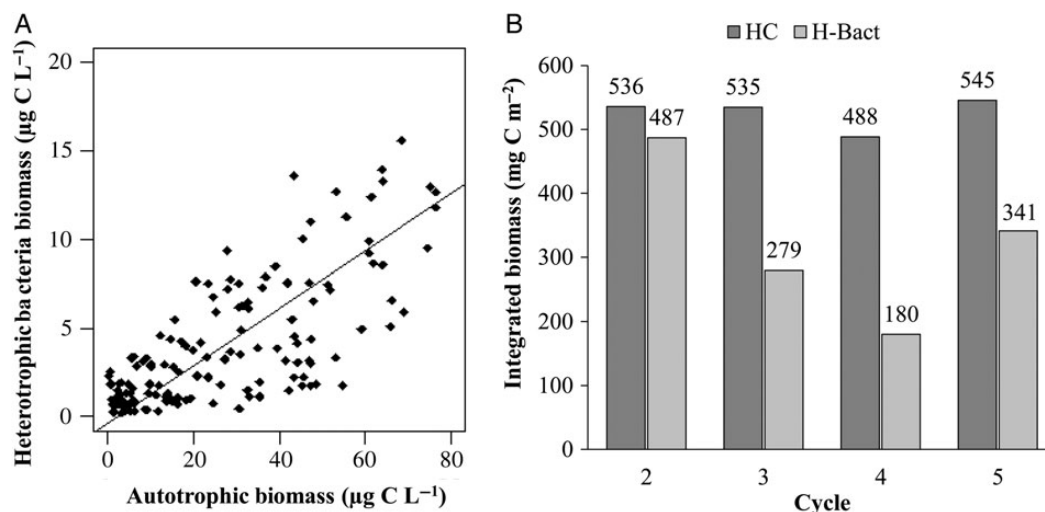 A
Heterotrophic bacteria biomass (µg C L⁻¹)
20
15
10
5
0
0 20 40 60 80
Autotrophic biomass (µg C L⁻¹)
B
HC H-Bact
Integrated biomass (mg C m⁻²)
600
500
400
300
200
100
0
536 487 535 279 488 180 545 341
2 3 4 5
Cycle